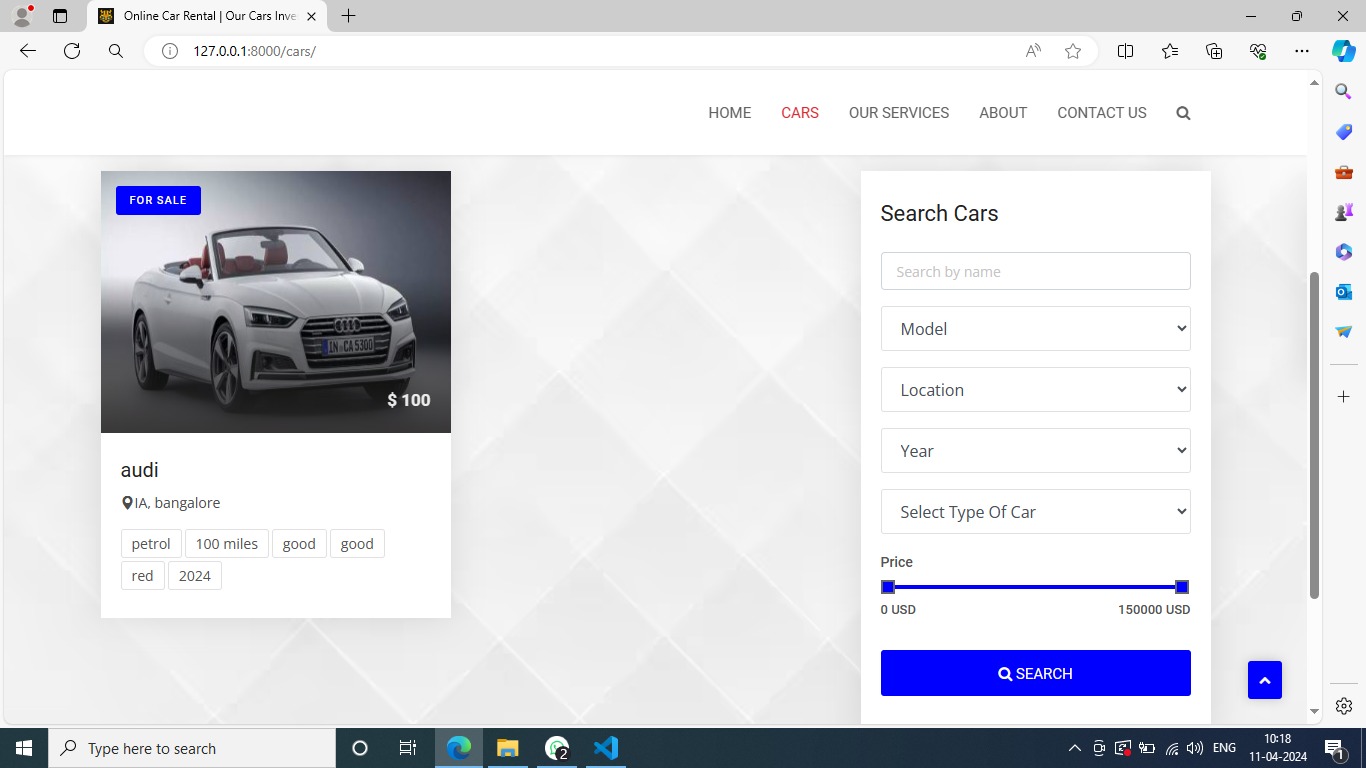 Online Car Rental | Our Cars Inve
127.0.0.1:8000/cars/
HOME CARS OUR SERVICES ABOUT CONTACT US
FOR SALE
IN CA 5300
$ 100
audi
IA, bangalore
petrol 100 miles good good
red 2024
Search Cars
Search by name
Model
Location
Year
Select Type Of Car
Price
0 USD 150000 USD
SEARCH
Type here to search
2
ENG
10:18
11-04-2024
1